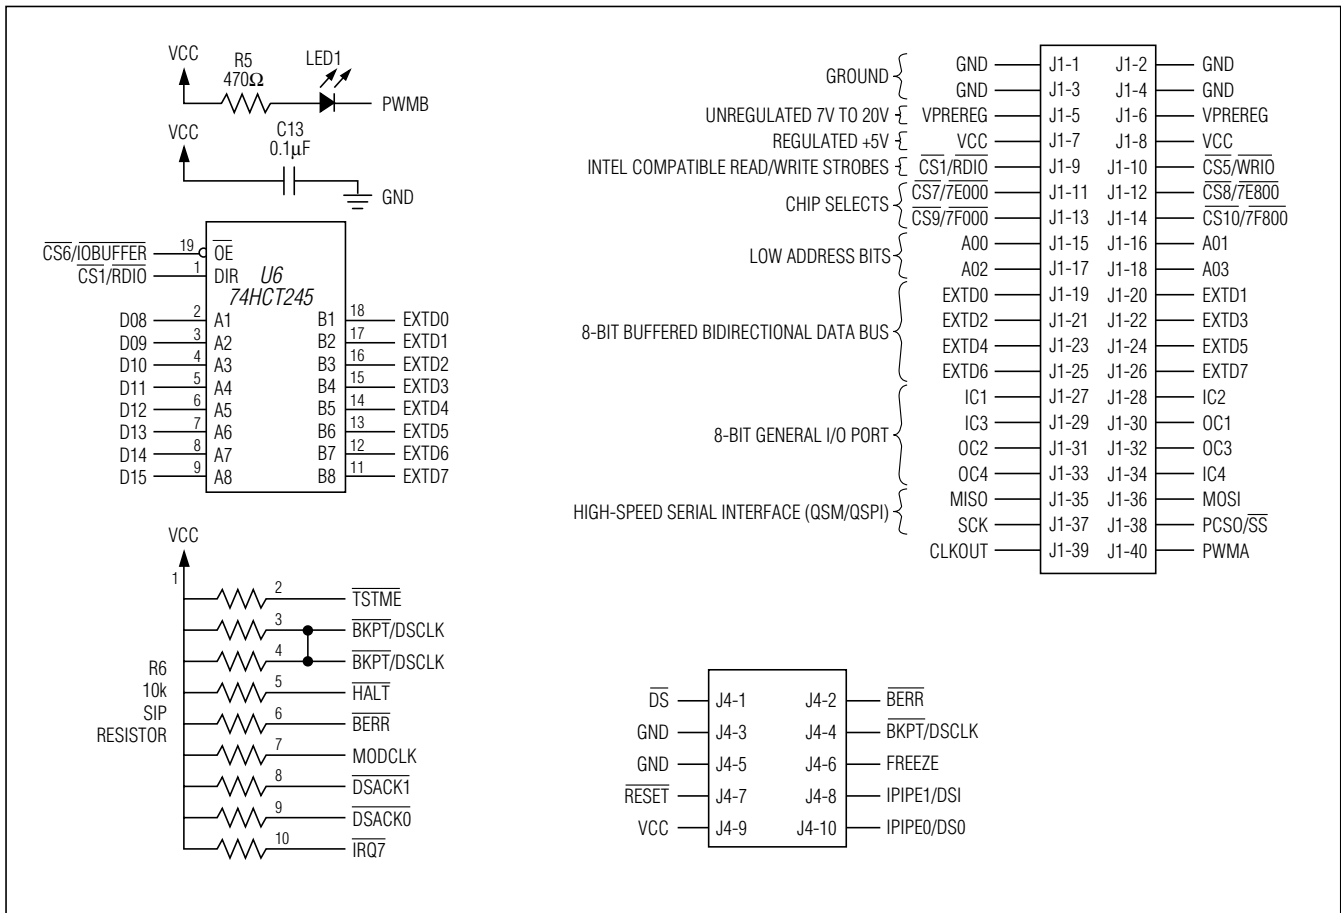 VCC
R5
470Ω
LED1
PWMB
VCC
C13
0.1µF
GND
CS6/IOBUFFER 19 OE
CS1/RDIO 1 DIR
U6
74HCT245
D08 2 A1 B1 18 EXTD0
D09 3 A2 B2 17 EXTD1
D10 4 A3 B3 16 EXTD2
D11 5 A4 B4 15 EXTD3
D12 6 A5 B5 14 EXTD4
D13 7 A6 B6 13 EXTD5
D14 8 A7 B7 12 EXTD6
D15 9 A8 B8 11 EXTD7
VCC
1
R6
10k
SIP
RESISTOR
2 TSTME
3 BKPT/DSCLK
4 BKPT/DSCLK
5 HALT
6 BERR
7 MODCLK
8 DSACK1
9 DSACK0
10 IRQ7
GROUND
GND J1-1 J1-2 GND
GND J1-3 J1-4 GND
UNREGULATED 7V TO 20V VPREREG J1-5 J1-6 VPREREG
REGULATED +5V VCC J1-7 J1-8 VCC
INTEL COMPATIBLE READ/WRITE STROBES CS1/RDIO J1-9 J1-10 CS5/WRIO
CHIP SELECTS
CS7/7E000 J1-11 J1-12 CS8/7E800
CS9/7F000 J1-13 J1-14 CS10/7F800
LOW ADDRESS BITS
A00 J1-15 J1-16 A01
A02 J1-17 J1-18 A03
8-BIT BUFFERED BIDIRECTIONAL DATA BUS
EXTD0 J1-19 J1-20 EXTD1
EXTD2 J1-21 J1-22 EXTD3
EXTD4 J1-23 J1-24 EXTD5
EXTD6 J1-25 J1-26 EXTD7
8-BIT GENERAL I/O PORT
IC1 J1-27 J1-28 IC2
IC3 J1-29 J1-30 OC1
OC2 J1-31 J1-32 OC3
OC4 J1-33 J1-34 IC4
HIGH-SPEED SERIAL INTERFACE (QSM/QSPI)
MISO J1-35 J1-36 MOSI
SCK J1-37 J1-38 PCSO/SS
CLKOUT J1-39 J1-40 PWMA
DS J4-1 J4-2 BERR
GND J4-3 J4-4 BKPT/DSCLK
GND J4-5 J4-6 FREEZE
RESET J4-7 J4-8 IPIPE1/DSI
VCC J4-9 J4-10 IPIPE0/DS0